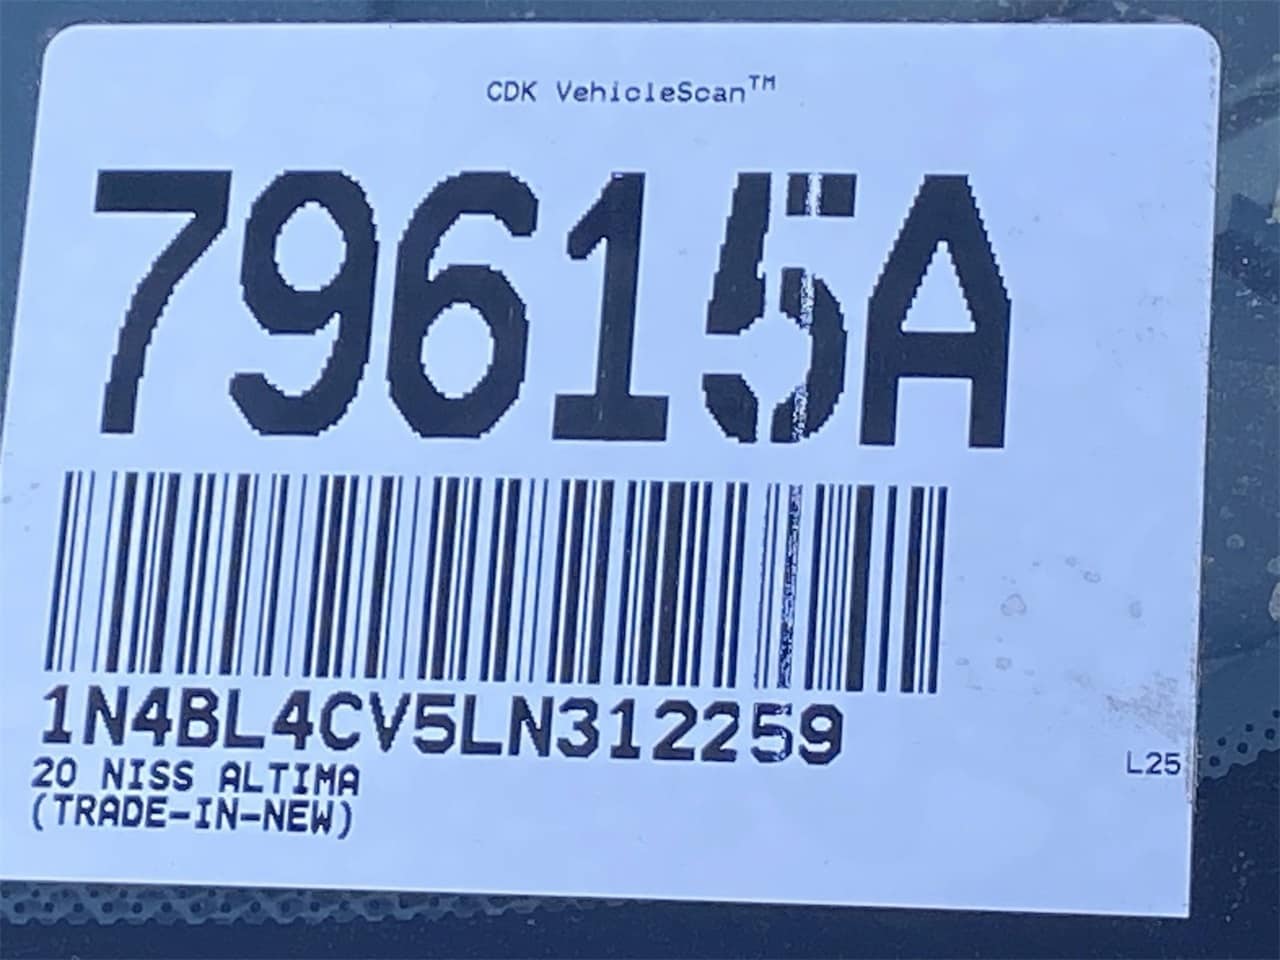 CDK VehicleScan™
79615A
1N4BL4CV5LN312259
20 NISS ALTIMA
(TRADE-IN-NEW)
L25